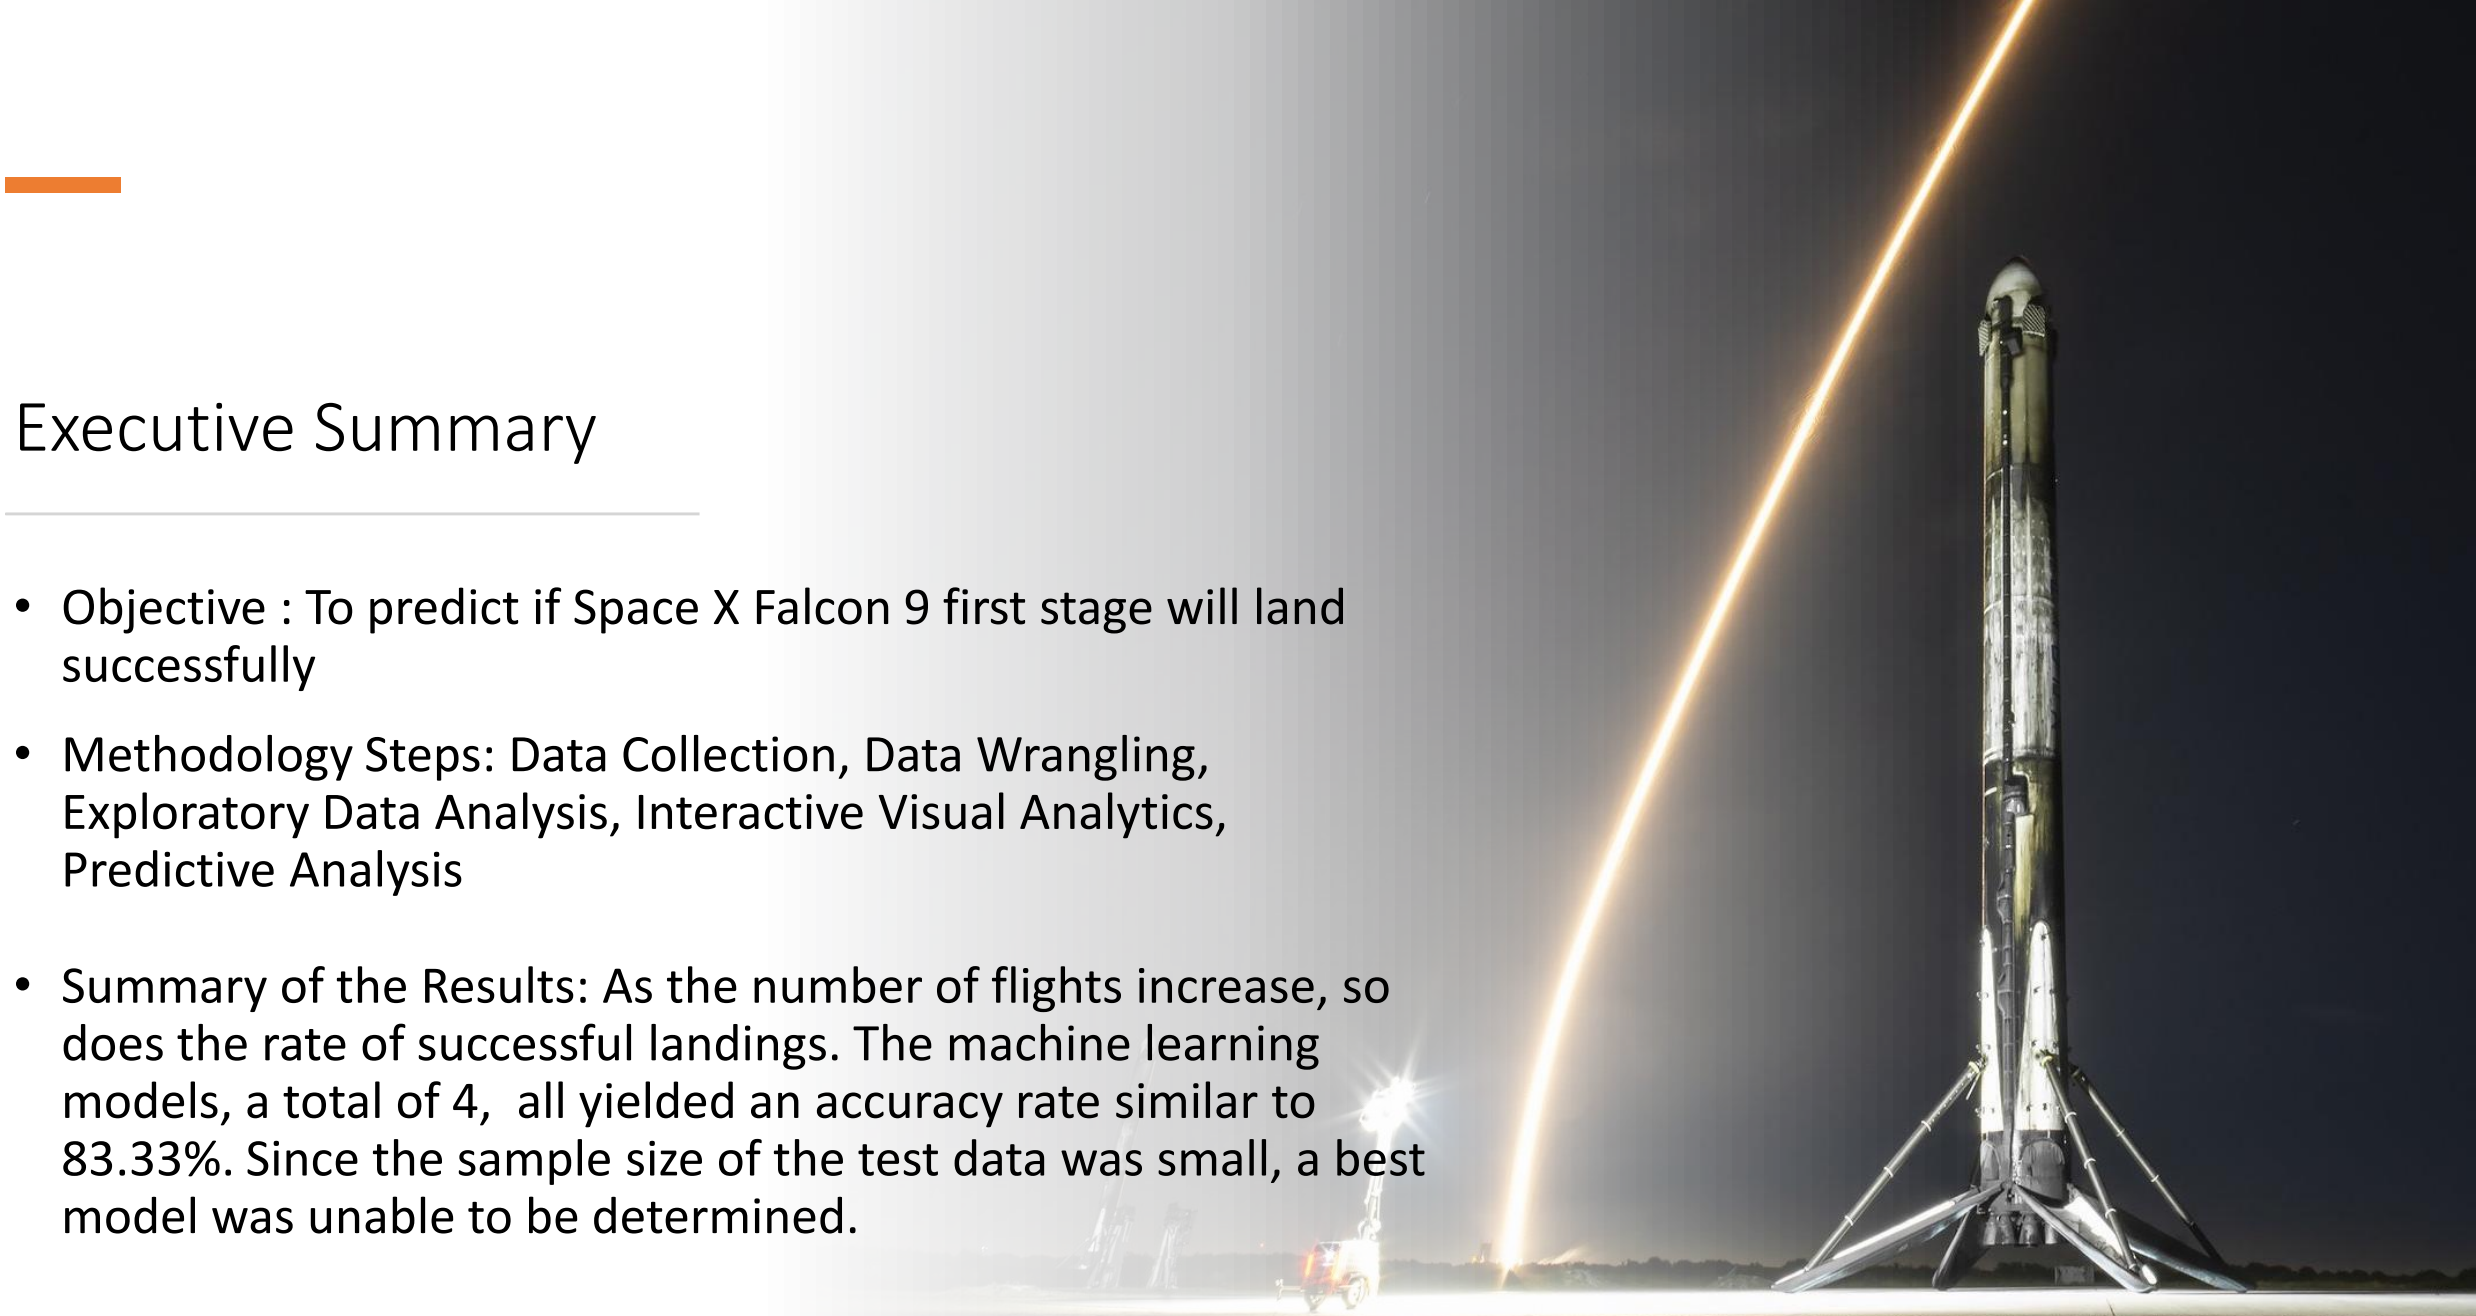 Executive Summary
• Objective : To predict if Space X Falcon 9 first stage will land
successfully
• Methodology Steps: Data Collection, Data Wrangling,
Exploratory Data Analysis, Interactive Visual Analytics,
Predictive Analysis
• Summary of the Results: As the number of flights increase, so
does the rate of successful landings. The machine learning
models, a total of 4,  all yielded an accuracy rate similar to
83.33%. Since the sample size of the test data was small, a best
model was unable to be determined.